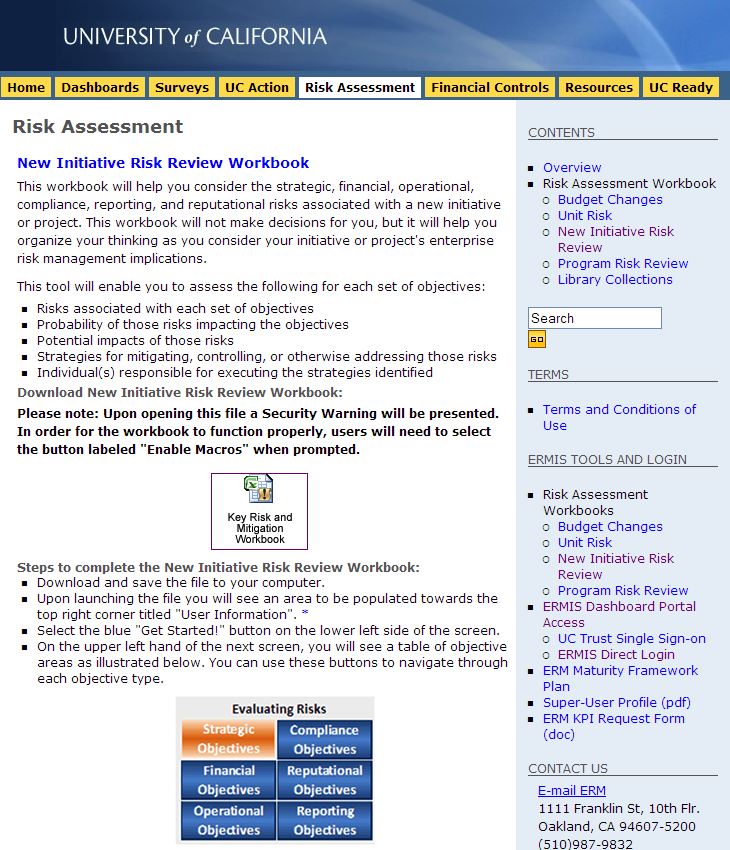 UNIVERSITY of CALIFORNIA
Home Dashboards Surveys UC Action Risk Assessment Financial Controls Resources UC Ready
Risk Assessment
New Initiative Risk Review Workbook
This workbook will help you consider the strategic, financial, operational,
compliance, reporting, and reputational risks associated with a new initiative
or project. This workbook will not make decisions for you, but it will help you
organize your thinking as you consider your initiative or project's enterprise
risk management implications.
This tool will enable you to assess the following for each set of objectives:
Risks associated with each set of objectives
Probability of those risks impacting the objectives
Potential impacts of those risks
Strategies for mitigating, controlling, or otherwise addressing those risks
Individual(s) responsible for executing the strategies identified
Download New Initiative Risk Review Workbook:
Please note: Upon opening this file a Security Warning will be presented.
In order for the workbook to function properly, users will need to select
the button labeled "Enable Macros" when prompted.
Key Risk and
Mitigation
Workbook
Steps to complete the New Initiative Risk Review Workbook:
Download and save the file to your computer.
Upon launching the file you will see an area to be populated towards the
top right corner titled "User Information". *
Select the blue "Get Started!" button on the lower left side of the screen.
On the upper left hand of the next screen, you will see a table of objective
areas as illustrated below. You can use these buttons to navigate through
each objective type.
Evaluating Risks
Strategic Objectives
Compliance Objectives
Financial Objectives
Reputational Objectives
Operational Objectives
Reporting Objectives
CONTENTS
Overview
Risk Assessment Workbook
Budget Changes
Unit Risk
New Initiative Risk
Review
Program Risk Review
Library Collections
Search
GO
TERMS
Terms and Conditions of
Use
ERMIS TOOLS AND LOGIN
Risk Assessment
Workbooks
Budget Changes
Unit Risk
New Initiative Risk
Review
Program Risk Review
ERMIS Dashboard Portal
Access
UC Trust Single Sign-on
ERMIS Direct Login
ERM Maturity Framework
Plan
Super-User Profile (pdf)
ERM KPI Request Form
(doc)
CONTACT US
E-mail ERM
1111 Franklin St, 10th Flr.
Oakland, CA 94607-5200
(510)987-9832